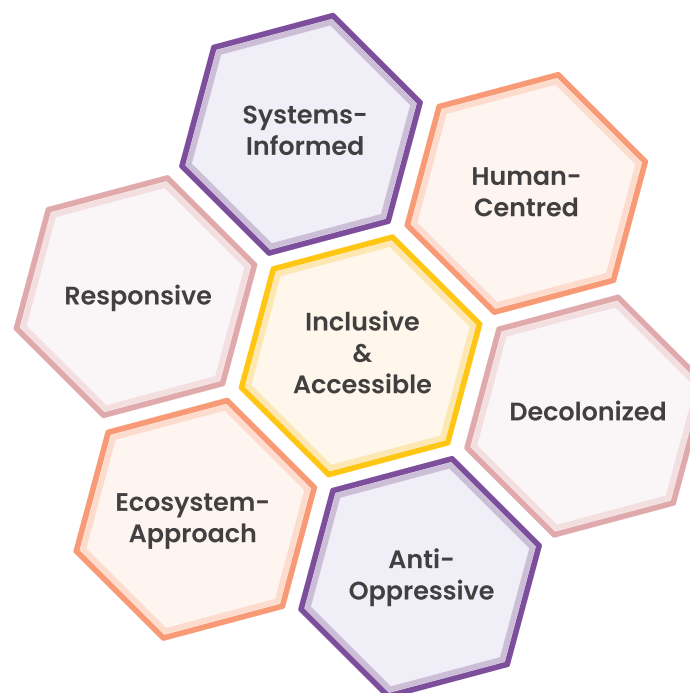 Systems-
Informed
Human-
Centred
Responsive
Inclusive
&
Accessible
Decolonized
Ecosystem-
Approach
Anti-
Oppressive